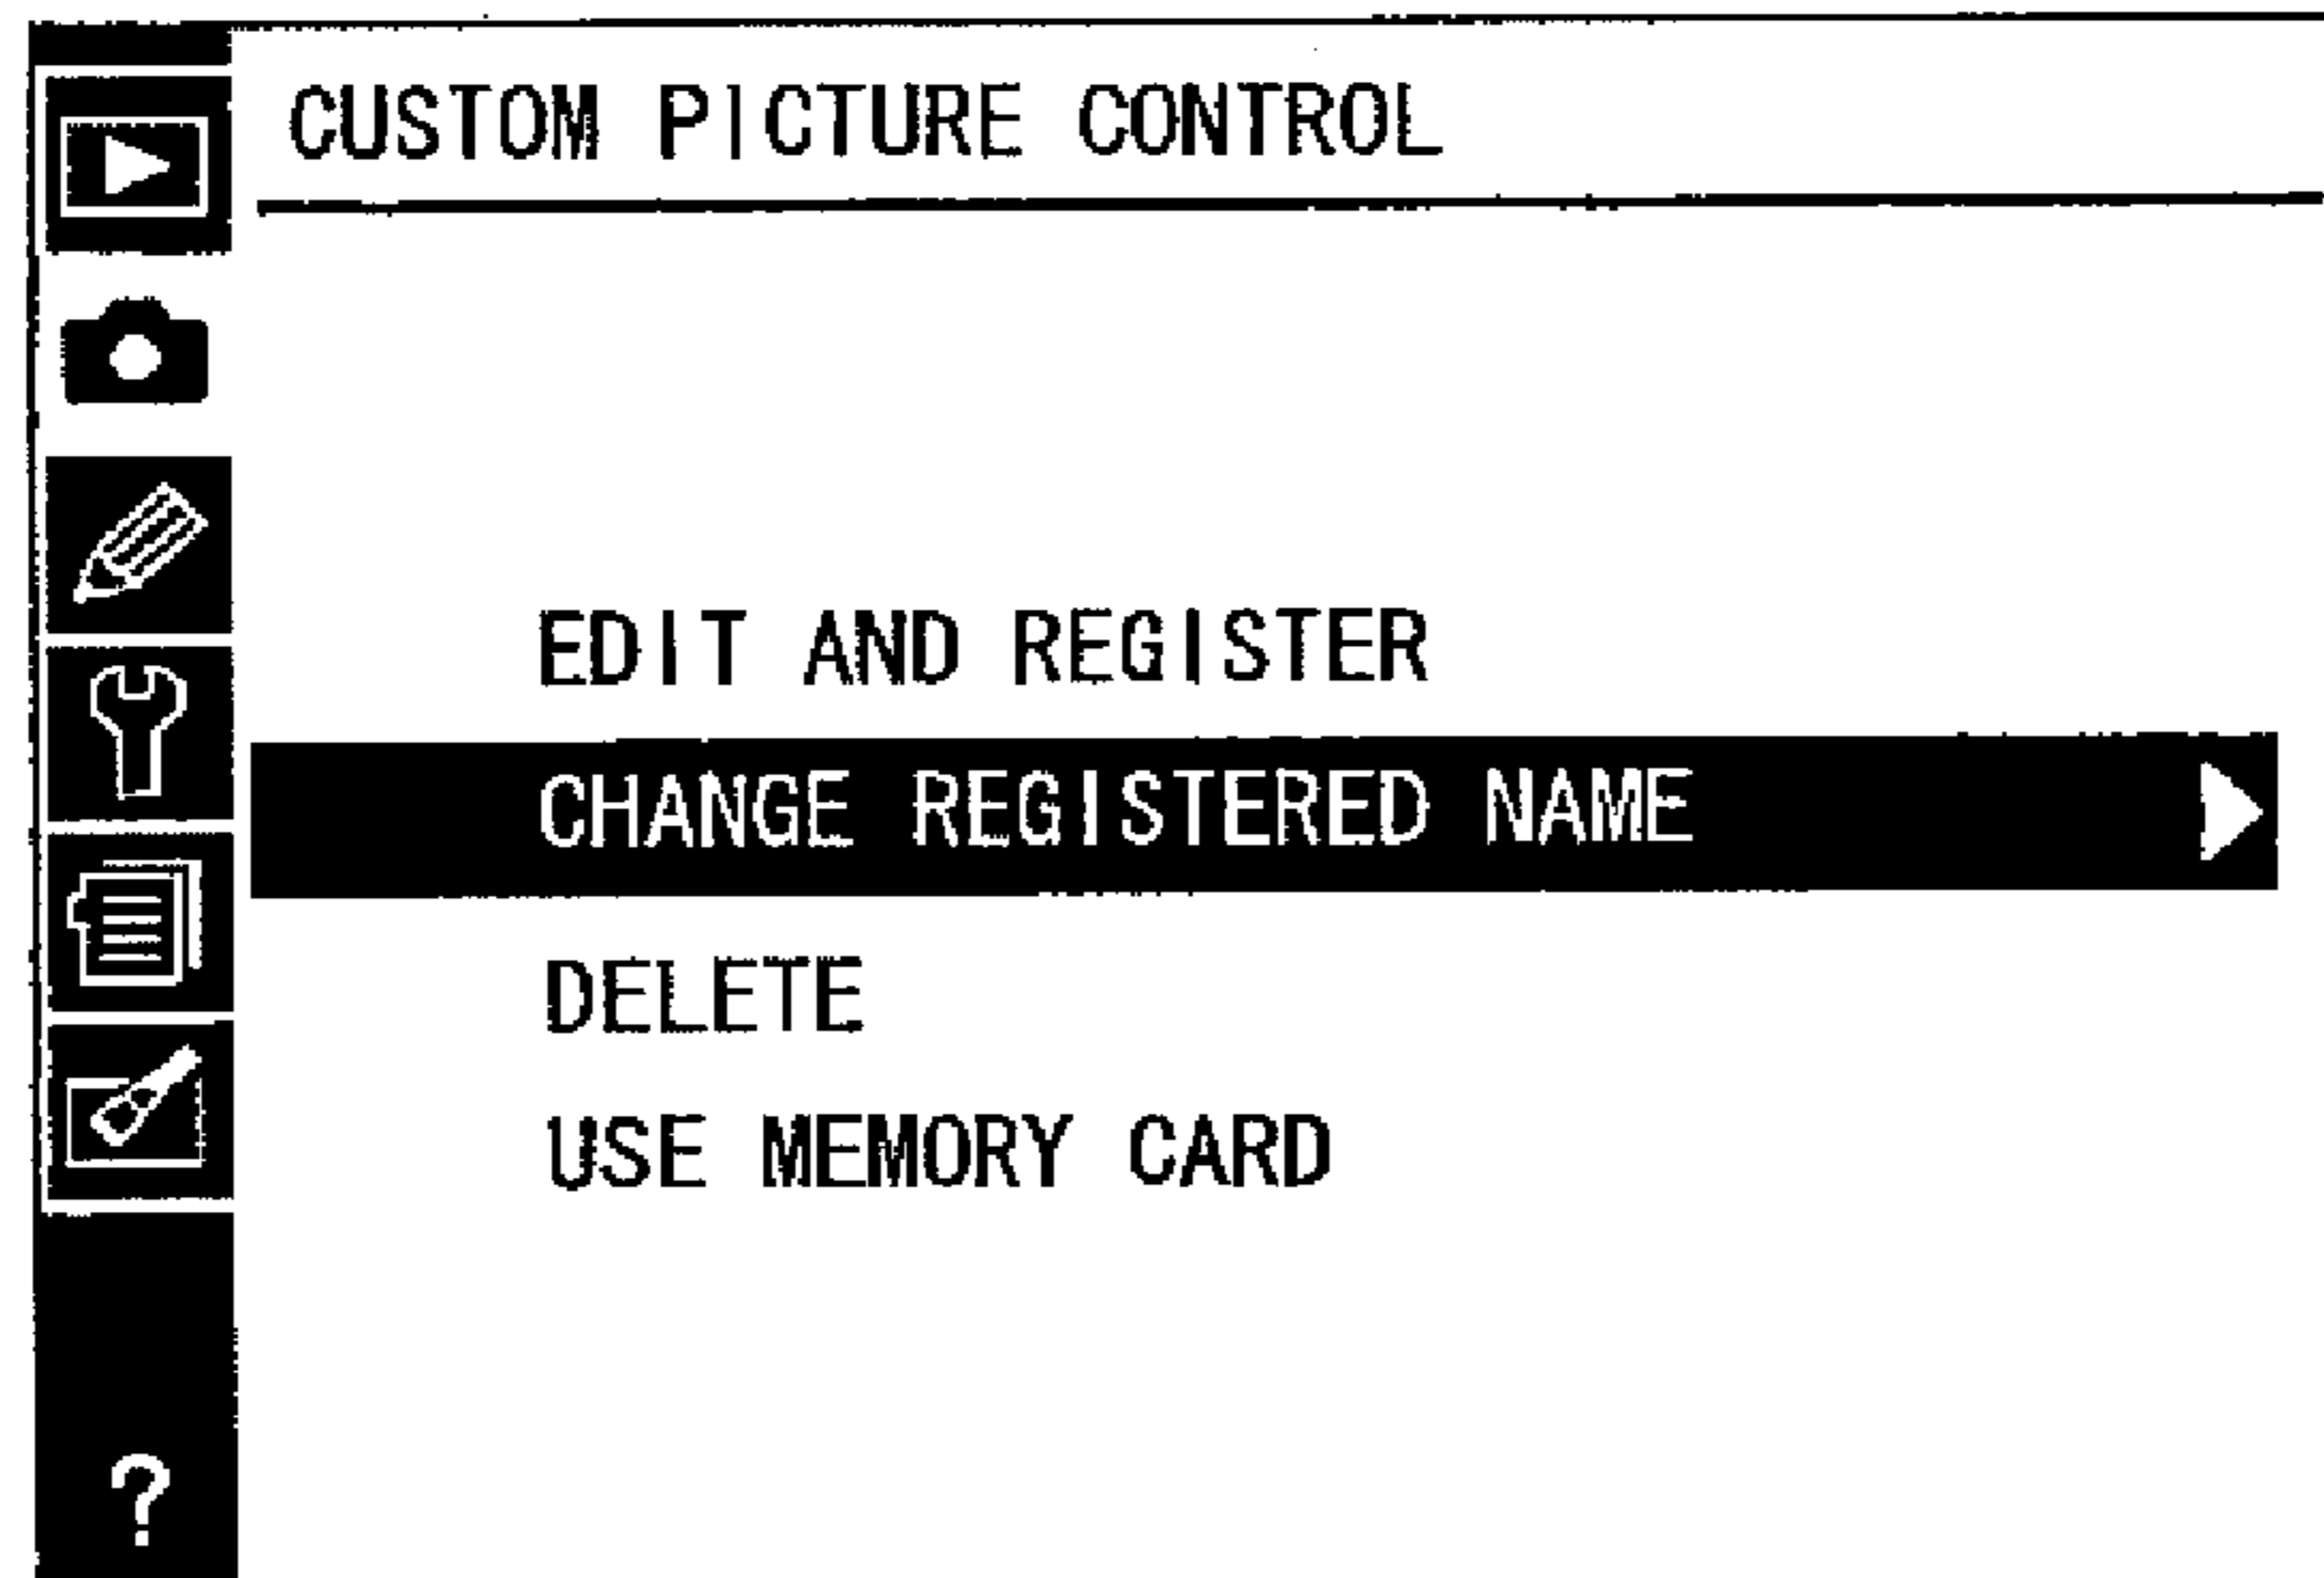 CUSTOM PICTURE CONTROL
EDIT AND REGISTER
CHANGE REGISTERED NAME
DELETE
USE MEMORY CARD
?